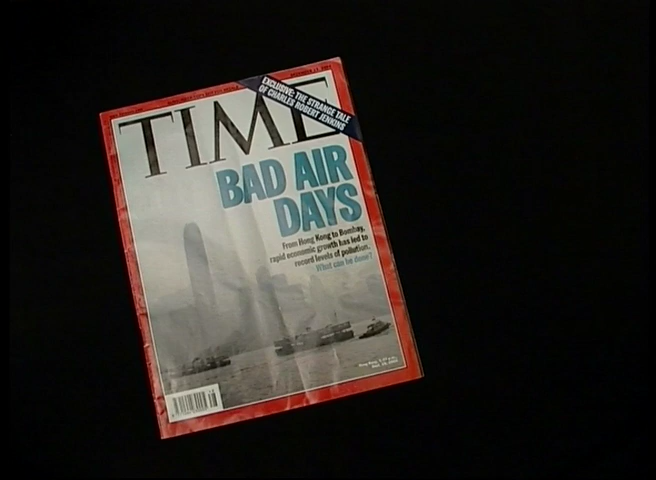 EXCLUSIVE: THE STRANGE TALE
OF CHARLES ROBERT JENKINS
TIME
BAD AIR
DAYS
From Hong Kong to Bombay,
rapid economic growth has led to
record levels of pollution.
What can be done?